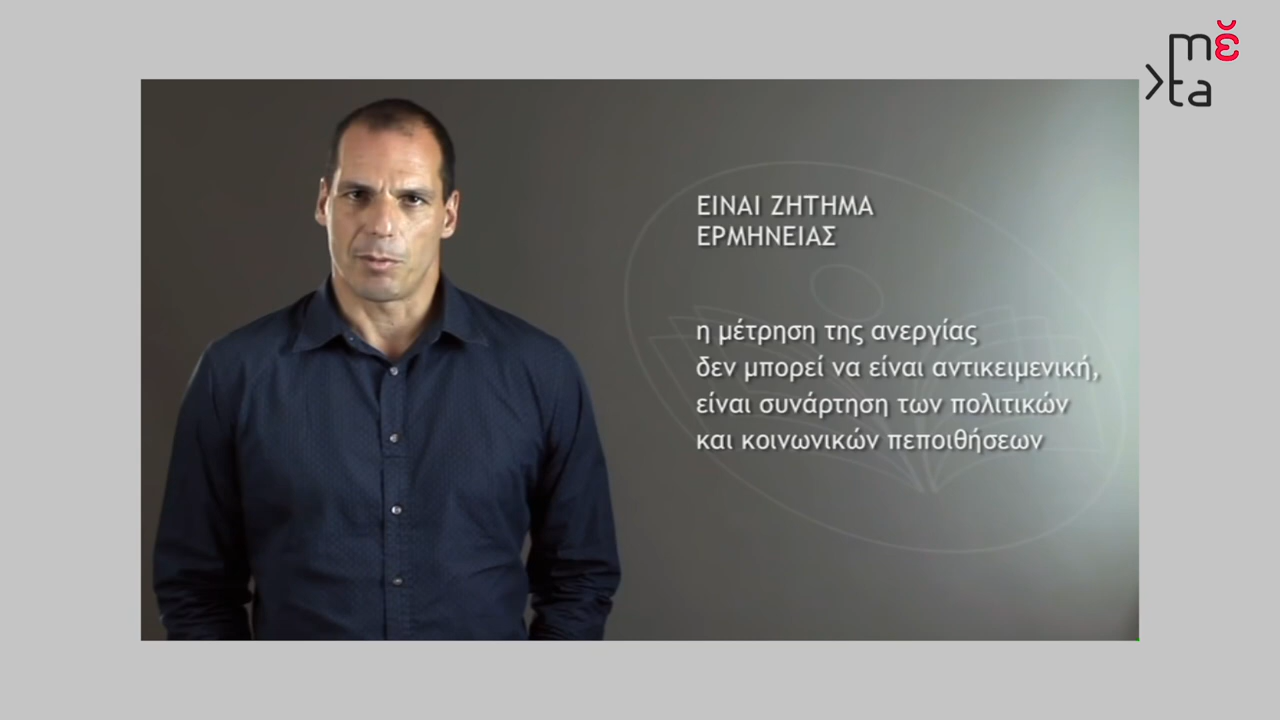 mε̆
ta
ΕΙΝΑΙ ΖΗΤΗΜΑ
ΕΡΜΗΝΕΙΑΣ
η μέτρηση της ανεργίας
δεν μπορεί να είναι αντικειμενική,
είναι συνάρτηση των πολιτικών
και κοινωνικών πεποιθήσεων